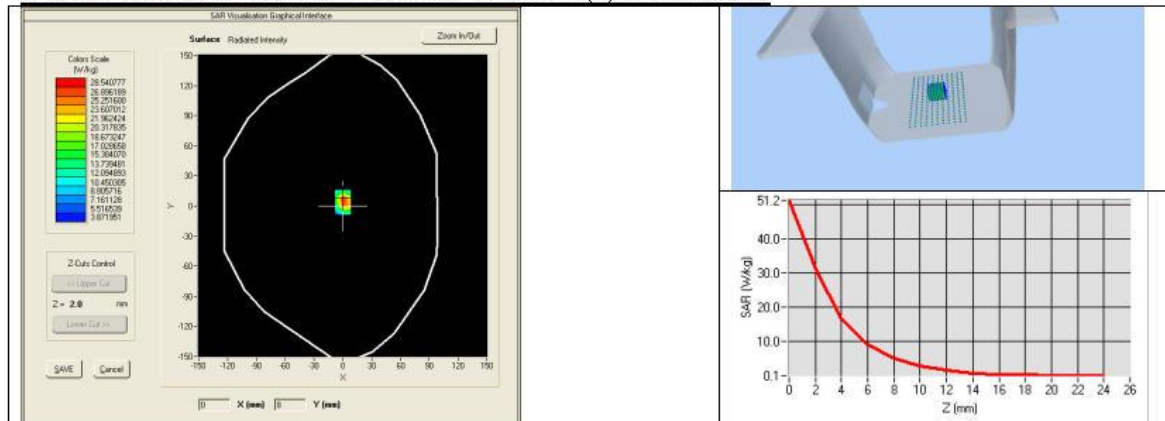 SAR Visualisation Graphical Interface
Surface Radiated Intensity
Zoom In/Out
Colors Scale
(W/kg)
28.540777
26.896189
25.251600
23.607012
21.962424
20.317835
18.673247
17.028658
15.384070
13.739481
12.094893
10.450305
8.805716
7.161128
5.516539
3.871951
150
120
90
60
30
0
-30
-60
-90
-120
-150
Y
-150 -120 -90 -60 -30 0 30 60 90 120 150
X
Z-Cuts Control
<< Upper Cut
Z = 2.0 mm
Lower Cut >>
SAVE Cancel
0 X (mm) 8 Y (mm)
51.2
40.0
30.0
20.0
10.0
0.1
SAR (W/kg)
0 2 4 6 8 10 12 14 16 18 20 22 24 26
Z (mm)